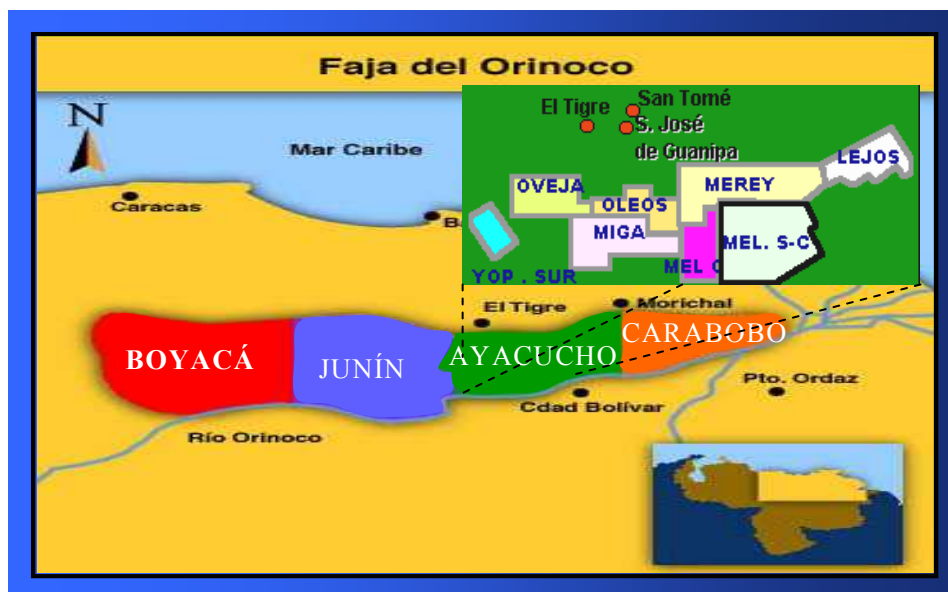 Faja del Orinoco
N
Mar Caribe
Caracas
El Tigre
San Tomé
S. José
de Guanipa
LEJOS
OVEJA
MEREY
OLEOS
MIGA
MEL. S-C
MEL
YOP . SUR
El Tigre
Morichal
BOYACÁ
JUNÍN
AYACUCHO
CARABOBO
Pto. Ordaz
Cdad Bolívar
Río Orinoco